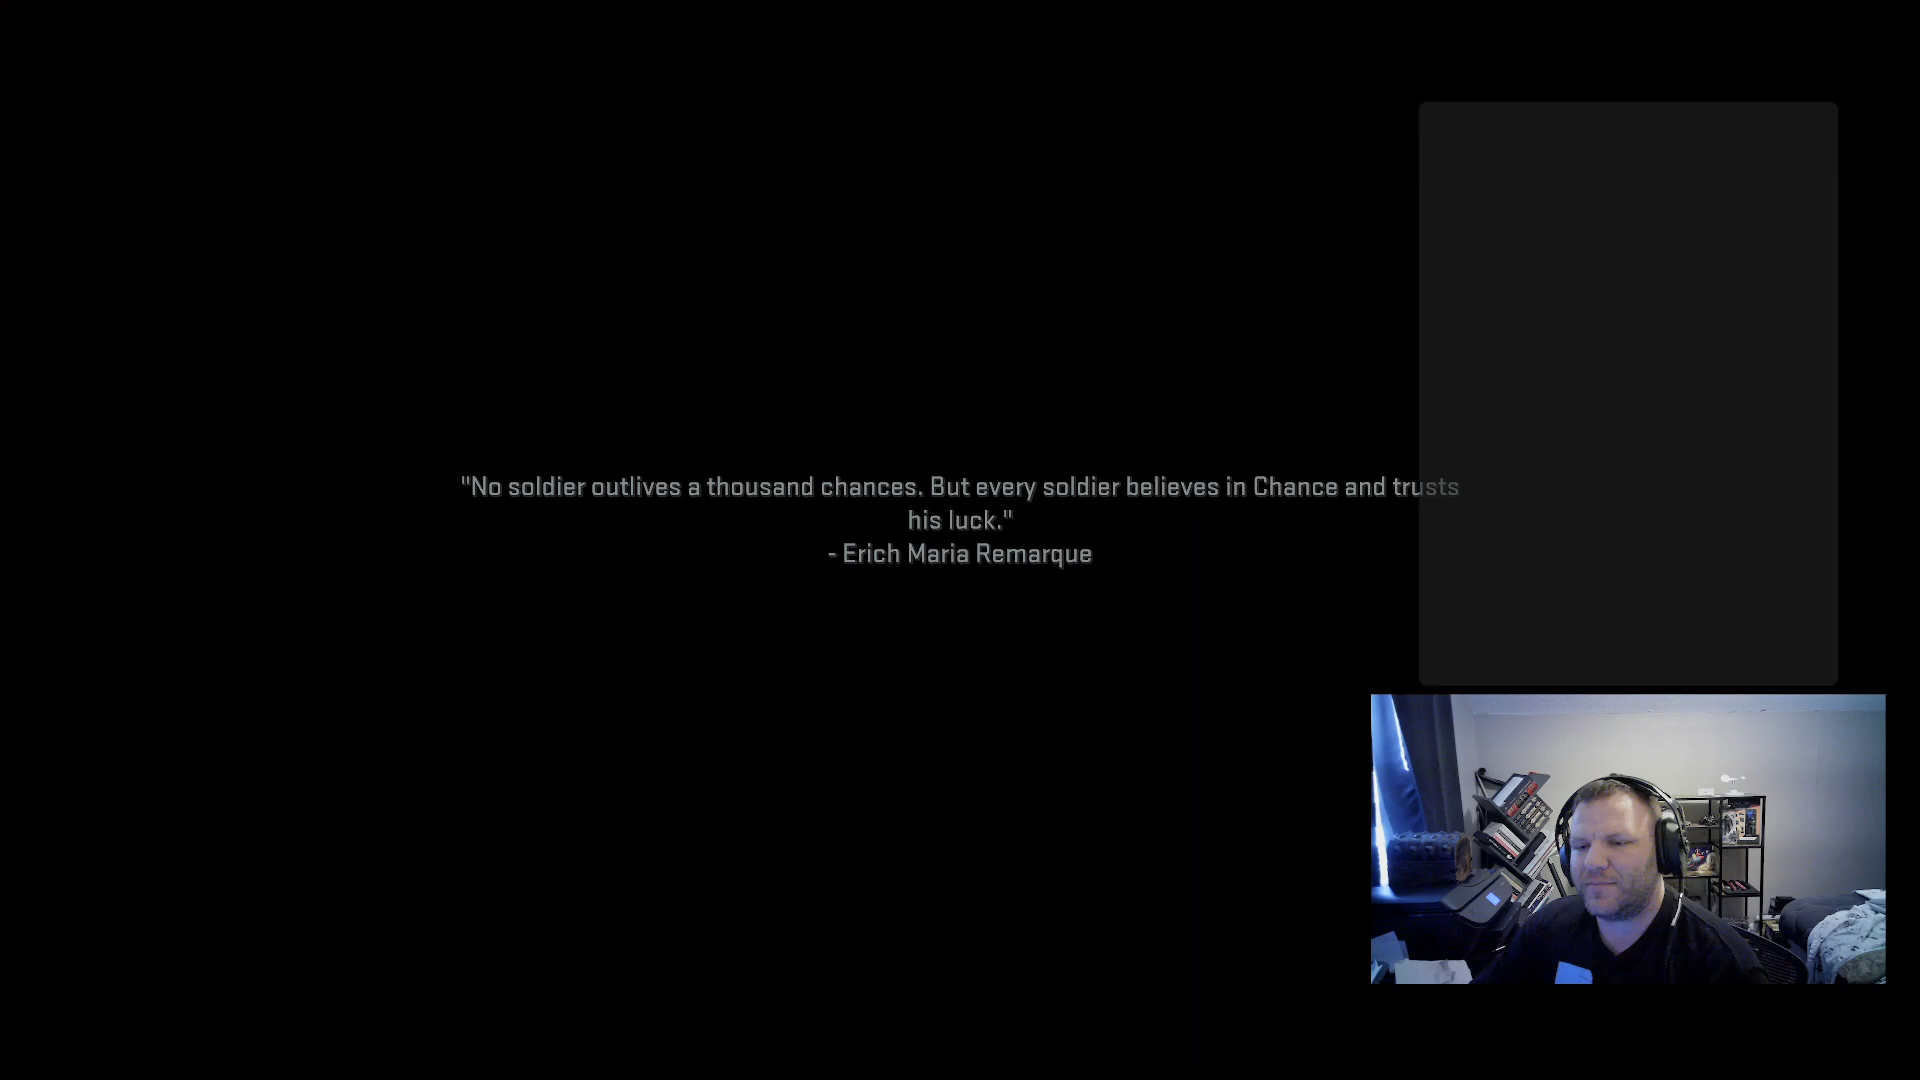 "No soldier outlives a thousand chances. But every soldier believes in Chance and trusts
his luck."
- Erich Maria Remarque